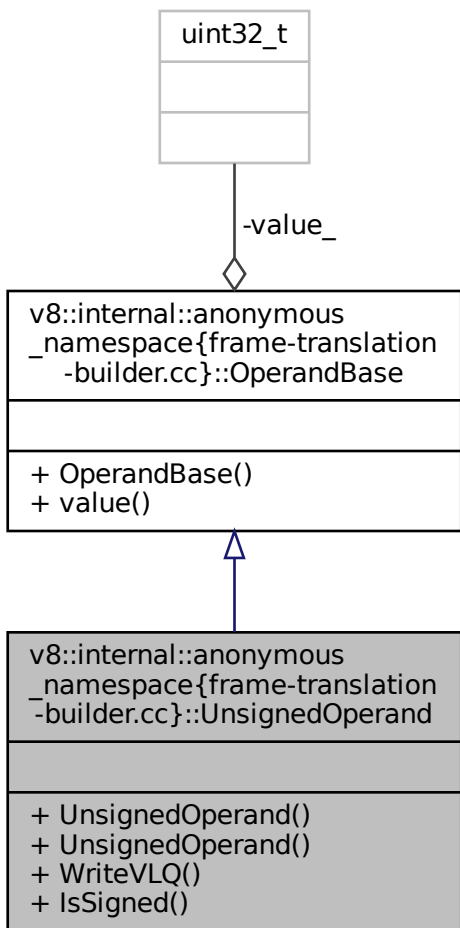 uint32_t
-value_
v8::internal::anonymous
_namespace{frame-translation
-builder.cc}::OperandBase
+ OperandBase()
+ value()
v8::internal::anonymous
_namespace{frame-translation
-builder.cc}::UnsignedOperand
+ UnsignedOperand()
+ UnsignedOperand()
+ WriteVLQ()
+ IsSigned()